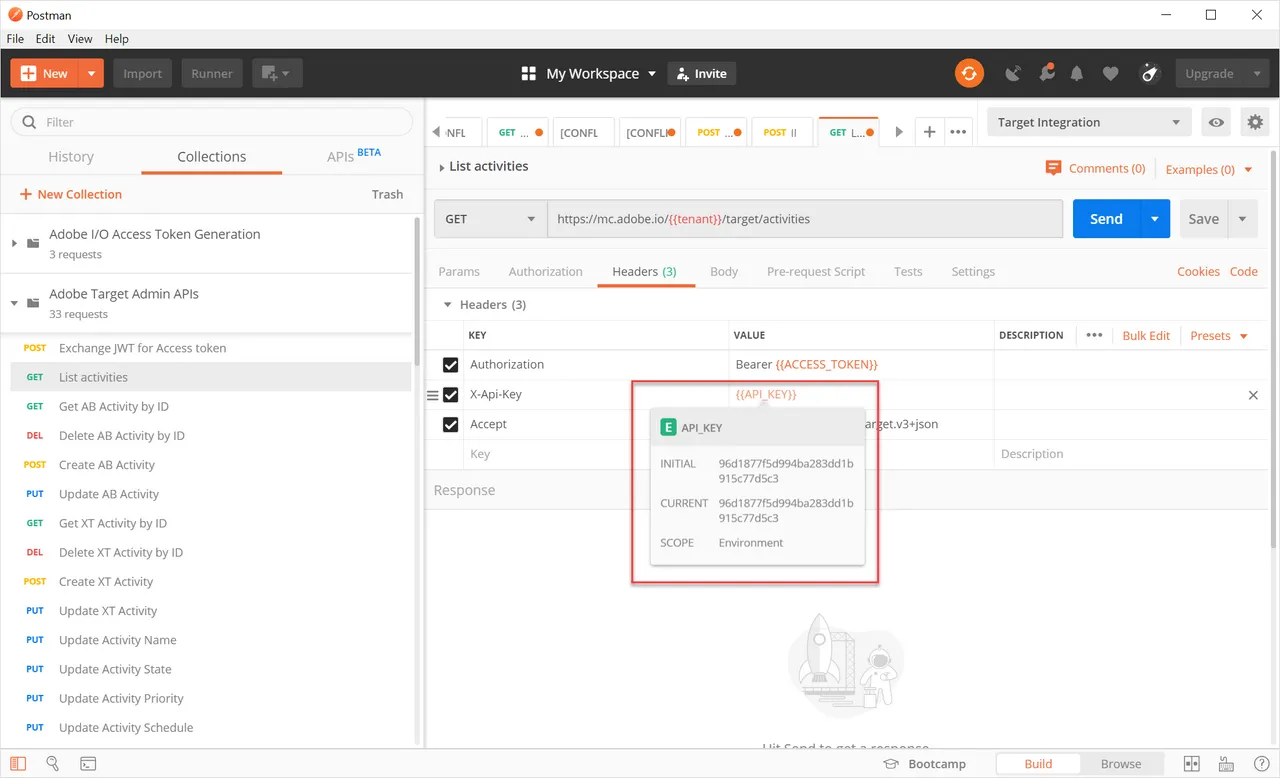 Postman
File Edit View Help
New Import Runner My Workspace Invite Upgrade
Filter
History Collections APIs BETA
New Collection Trash
Adobe I/O Access Token Generation
3 requests
Adobe Target Admin APIs
33 requests
POST Exchange JWT for Access token
GET List activities
GET Get AB Activity by ID
DEL Delete AB Activity by ID
POST Create AB Activity
PUT Update AB Activity
GET Get XT Activity by ID
DEL Delete XT Activity by ID
POST Create XT Activity
PUT Update XT Activity
PUT Update Activity Name
PUT Update Activity State
PUT Update Activity Priority
PUT Update Activity Schedule
NFL GET ... [CONFL [CONFLI POST ... POST II GET L... + ••• Target Integration
List activities Comments (0) Examples (0)
GET https://mc.adobe.io/{{tenant}}/target/activities Send Save
Params Authorization Headers (3) Body Pre-request Script Tests Settings Cookies Code
Headers (3)
KEY VALUE DESCRIPTION ••• Bulk Edit Presets
Authorization Bearer {{ACCESS_TOKEN}}
X-Api-Key {{API_KEY}}
Accept arget.v3+json
Key Description
E API_KEY
INITIAL 96d1877f5d994ba283dd1b
915c77d5c3
CURRENT 96d1877f5d994ba283dd1b
915c77d5c3
SCOPE Environment
Response
Hit Send to get a response
Bootcamp Build Browse